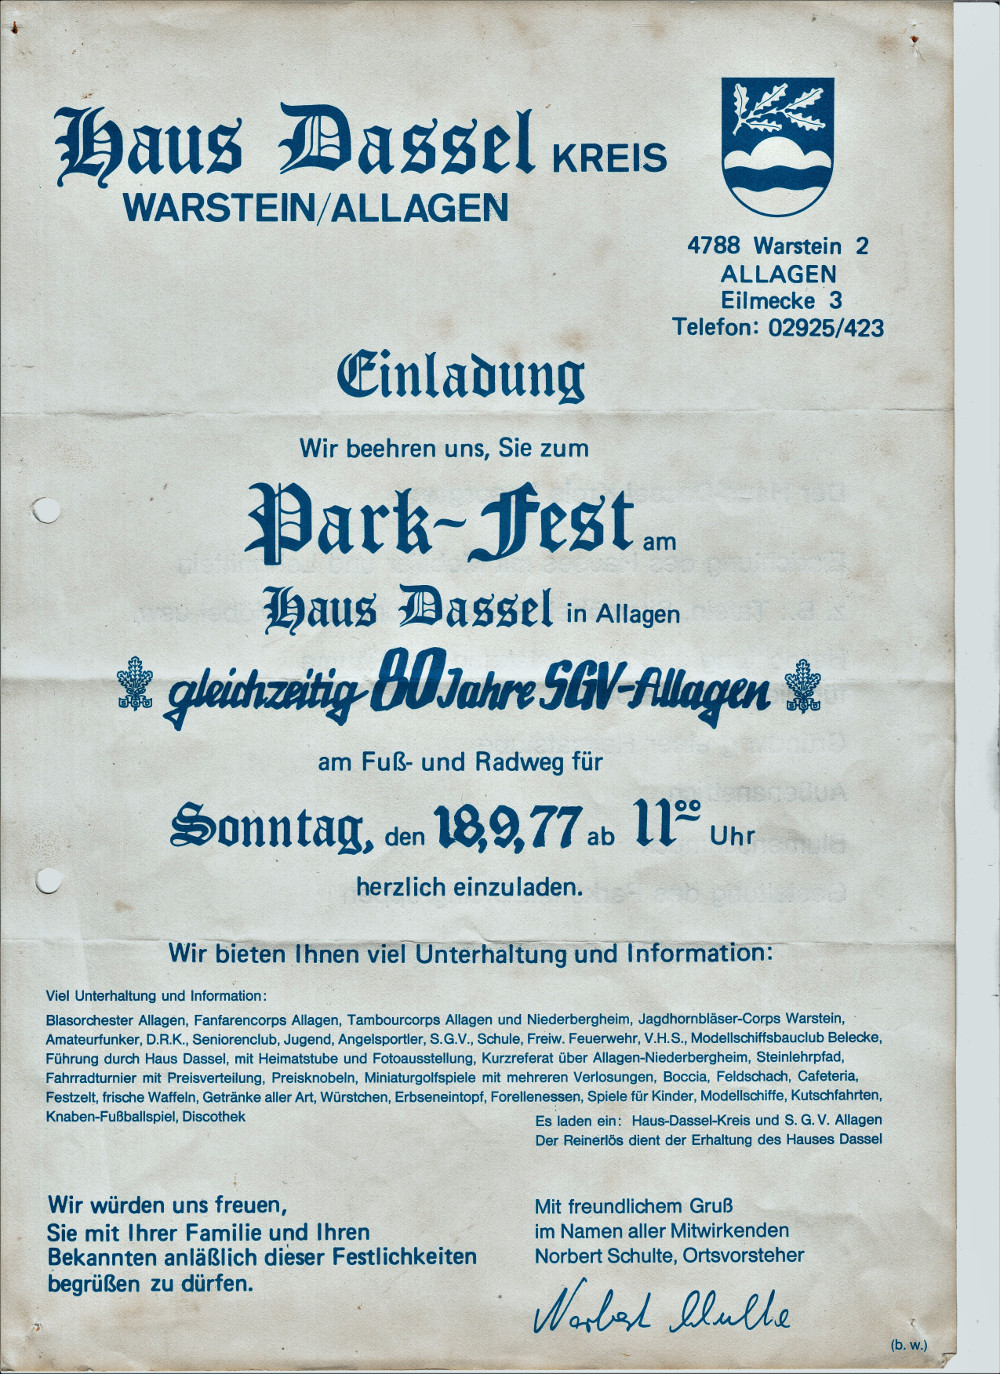 Haus Dassel KREIS
WARSTEIN/ALLAGEN
4788 Warstein 2
ALLAGEN
Eilmecke 3
Telefon: 02925/423
Einladung
Wir beehren uns, Sie zum
Park-Fest am
Haus Dassel in Allagen
gleichzeitig 80 Jahre SGV-Allagen
SGV
SGV
am Fuß- und Radweg für
Sonntag, den 18,9,77 ab 11⁰⁰ Uhr
herzlich einzuladen.
Wir bieten Ihnen viel Unterhaltung und Information:
Viel Unterhaltung und Information:
Blasorchester Allagen, Fanfarencorps Allagen, Tambourcorps Allagen und Niederbergheim, Jagdhornbläser-Corps Warstein,
Amateurfunker, D.R.K., Seniorenclub, Jugend, Angelsportler, S.G.V., Schule, Freiw. Feuerwehr, V.H.S., Modellschiffsbauclub Belecke,
Führung durch Haus Dassel, mit Heimatstube und Fotoausstellung, Kurzreferat über Allagen-Niederbergheim, Steinlehrpfad,
Fahrradturnier mit Preisverteilung, Preisknobeln, Miniaturgolfspiele mit mehreren Verlosungen, Boccia, Feldschach, Cafeteria,
Festzelt, frische Waffeln, Getränke aller Art, Würstchen, Erbseneintopf, Forellenessen, Spiele für Kinder, Modellschiffe, Kutschfahrten,
Knaben-Fußballspiel, Discothek
Es laden ein: Haus-Dassel-Kreis und S. G. V. Allagen
Der Reinerlös dient der Erhaltung des Hauses Dassel
Wir würden uns freuen,
Sie mit Ihrer Familie und Ihren
Bekannten anläßlich dieser Festlichkeiten
begrüßen zu dürfen.
Mit freundlichem Gruß
im Namen aller Mitwirkenden
Norbert Schulte, Ortsvorsteher
Norbert Schulte
(b. w.)